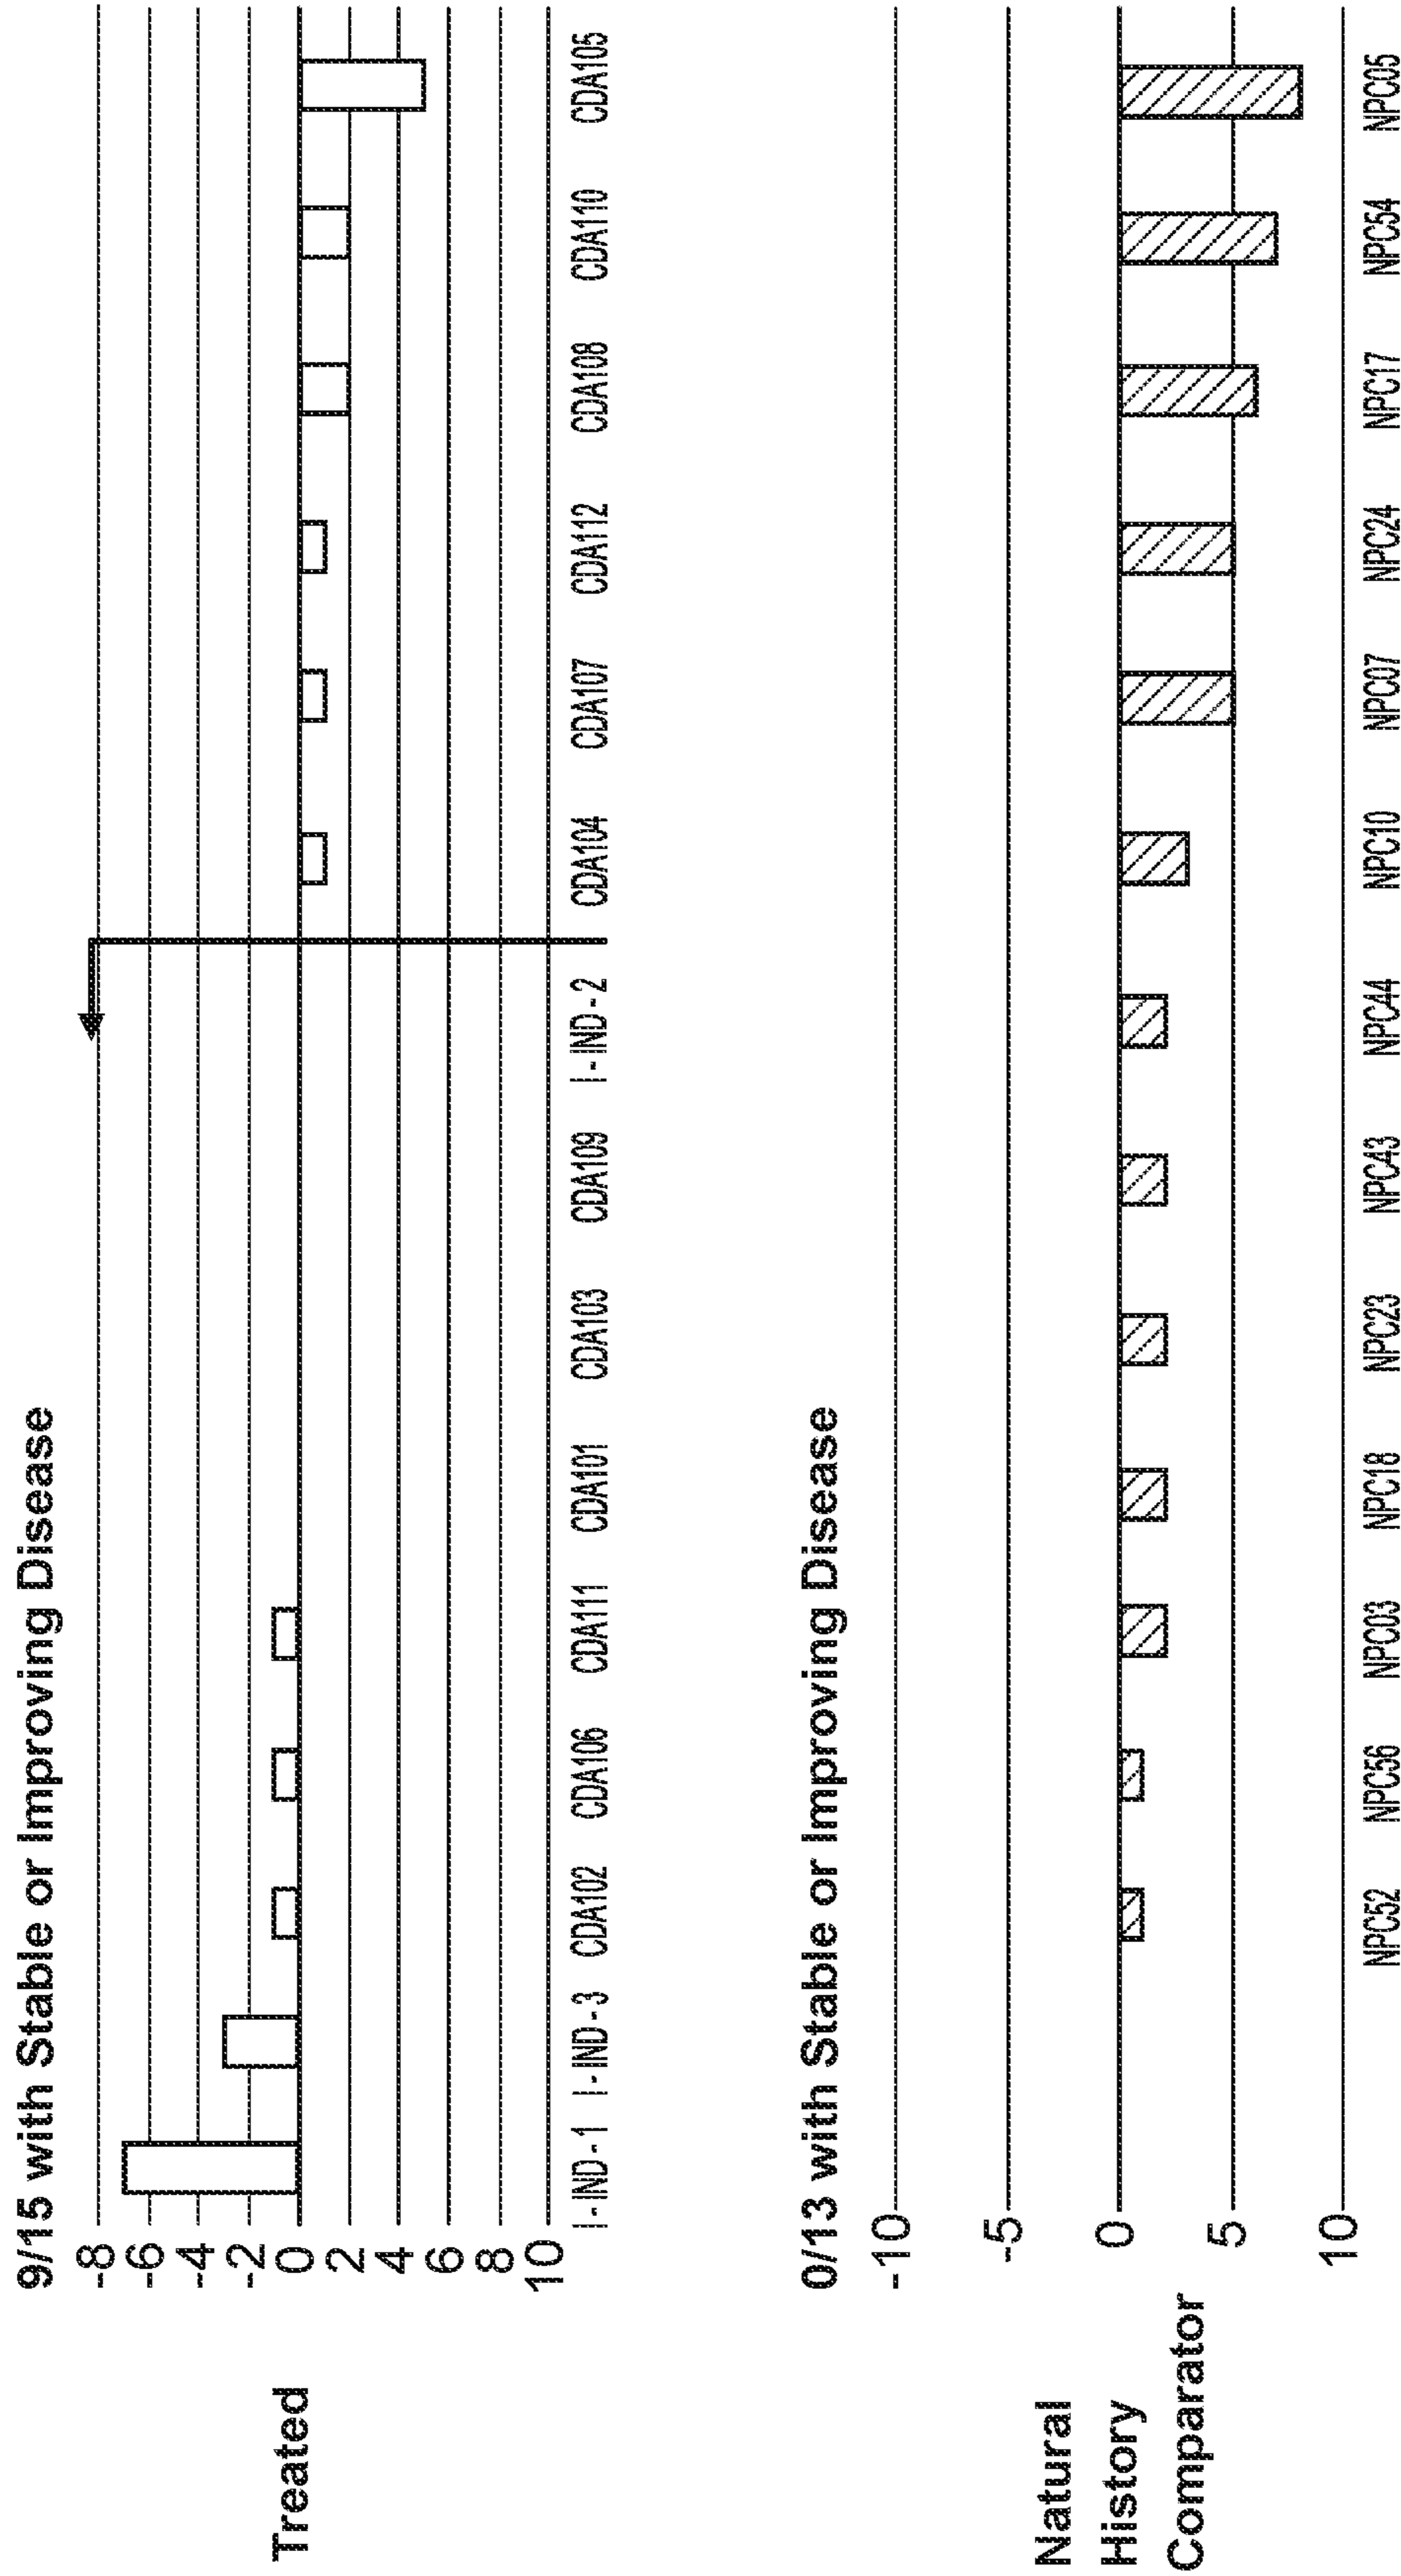 9/15 with Stable or Improving Disease
Treated
-8
-6
-4
-2
0
2
4
6
8
10
I-IND-1 I-IND-3 CDA102 CDA106 CDA111 CDA101 CDA103 CDA109 I-IND-2 CDA104 CDA107 CDA112 CDA108 CDA110 CDA105
0/13 with Stable or Improving Disease
Natural
History
Comparator
-10
-5
0
5
10
NPC52 NPC56 NPC03 NPC18 NPC23 NPC43 NPC44 NPC10 NPC07 NPC24 NPC17 NPC54 NPC05